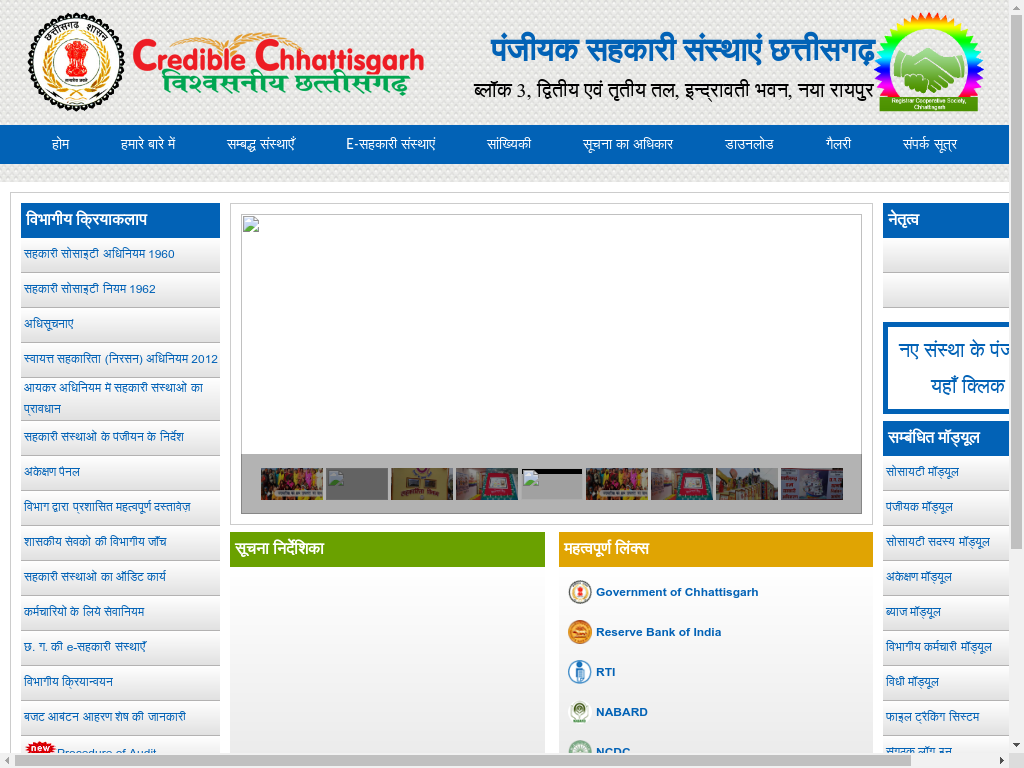 छत्तीसगढ़ शासन
Credible Chhattisgarh
विश्वसनीय छत्तीसगढ़
पंजीयक सहकारी संस्थाएं छत्तीसगढ़
ब्लॉक 3, द्वितीय एवं तृतीय तल, इन्द्रावती भवन, नया रायपुर
Registrar Cooperative Society,
Chhattisgarh
होम
हमारे बारे में
सम्बद्ध संस्थाएँ
E-सहकारी संस्थाएं
सांख्यिकी
सूचना का अधिकार
डाउनलोड
गैलरी
संपर्क सूत्र
विभागीय क्रियाकलाप
सहकारी सोसाइटी अधिनियम 1960
सहकारी सोसाइटी नियम 1962
अधिसूचनाएं
स्वायत्त सहकारिता (निरसन) अधिनियम 2012
आयकर अधिनियम में सहकारी संस्थाओं का
प्रावधान
सहकारी संस्थाओं के पंजीयन के निर्देश
अंकेक्षण पैनल
विभाग द्वारा प्रशासित महत्वपूर्ण दस्तावेज़
शासकीय सेवकों की विभागीय जाँच
सहकारी संस्थाओं का ऑडिट कार्य
कर्मचारियों के लिये सेवानियम
छ. ग. की e-सहकारी संस्थाएँ
विभागीय क्रियान्वयन
बजट आबंटन आहरण शेष की जानकारी
new Procedure of Audit
सूचना निर्देशिका
महत्वपूर्ण लिंक्स
Government of Chhattisgarh
Reserve Bank of India
RTI
NABARD
NCDC
नेतृत्व
नए संस्था के पंज
यहाँ क्लिक
सम्बंधित मॉड्यूल
सोसायटी मॉड्यूल
पंजीयक मॉड्यूल
सोसायटी सदस्य मॉड्यूल
अंकेक्षण मॉड्यूल
ब्याज मॉड्यूल
विभागीय कर्मचारी मॉड्यूल
विधी मॉड्यूल
फाइल ट्रैकिंग सिस्टम
संगठक लॉग इन